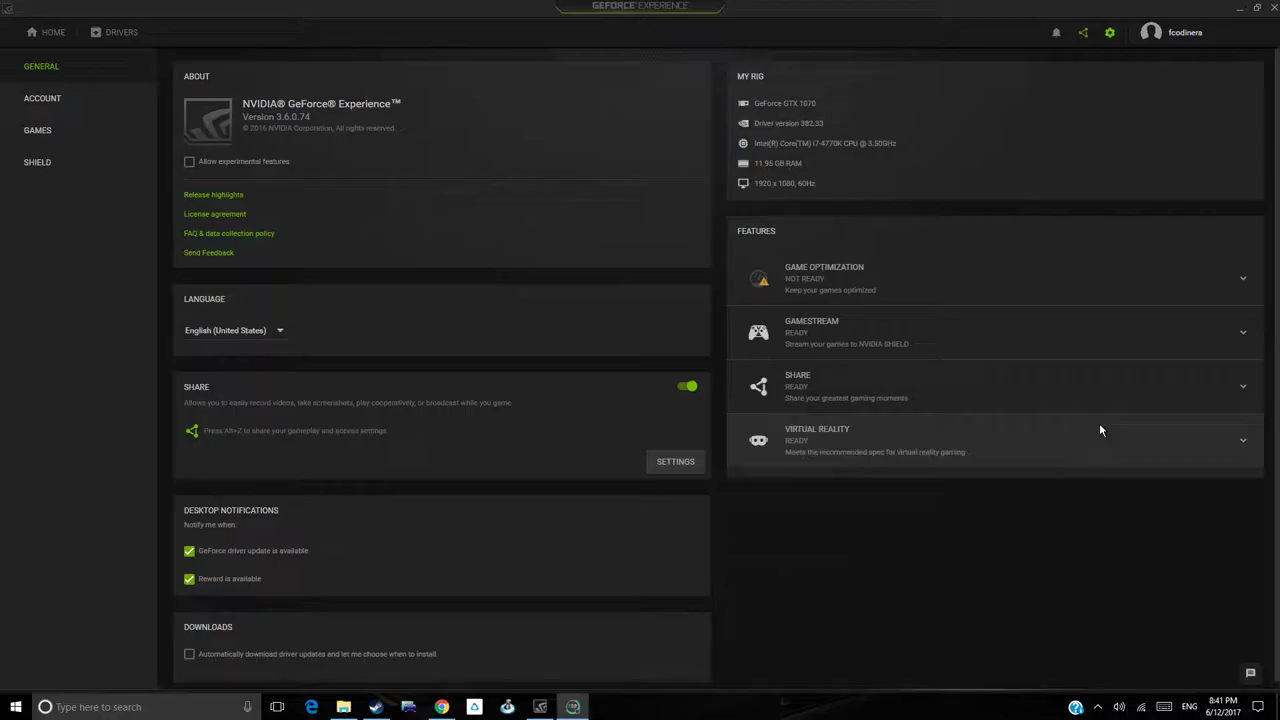 GEFORCE EXPERIENCE
HOME
DRIVERS
fcodinera
GENERAL
ACCOUNT
GAMES
SHIELD
ABOUT
NVIDIA® GeForce® Experience™
Version 3.6.0.74
© 2016 NVIDIA Corporation, All rights reserved.
Allow experimental features
Release highlights
License agreement
FAQ & data collection policy
Send Feedback
LANGUAGE
English (United States)
SHARE
Allows you to easily record videos, take screenshots, play cooperatively, or broadcast while you game.
Press Alt+Z to share your gameplay and access settings.
SETTINGS
DESKTOP NOTIFICATIONS
Notify me when:
GeForce driver update is available
Reward is available
DOWNLOADS
Automatically download driver updates and let me choose when to install.
MY RIG
GeForce GTX 1070
Driver version 382.33
Intel(R) Core(TM) i7-4770K CPU @ 3.50GHz
11.95 GB RAM
1920 x 1080, 60Hz
FEATURES
GAME OPTIMIZATION
NOT READY
Keep your games optimized
GAMESTREAM
READY
Stream your games to NVIDIA SHIELD
SHARE
READY
Share your greatest gaming moments
VIRTUAL REALITY
READY
Meets the recommended spec for virtual reality gaming
Type here to search
ENG
8:41 PM
6/12/2017